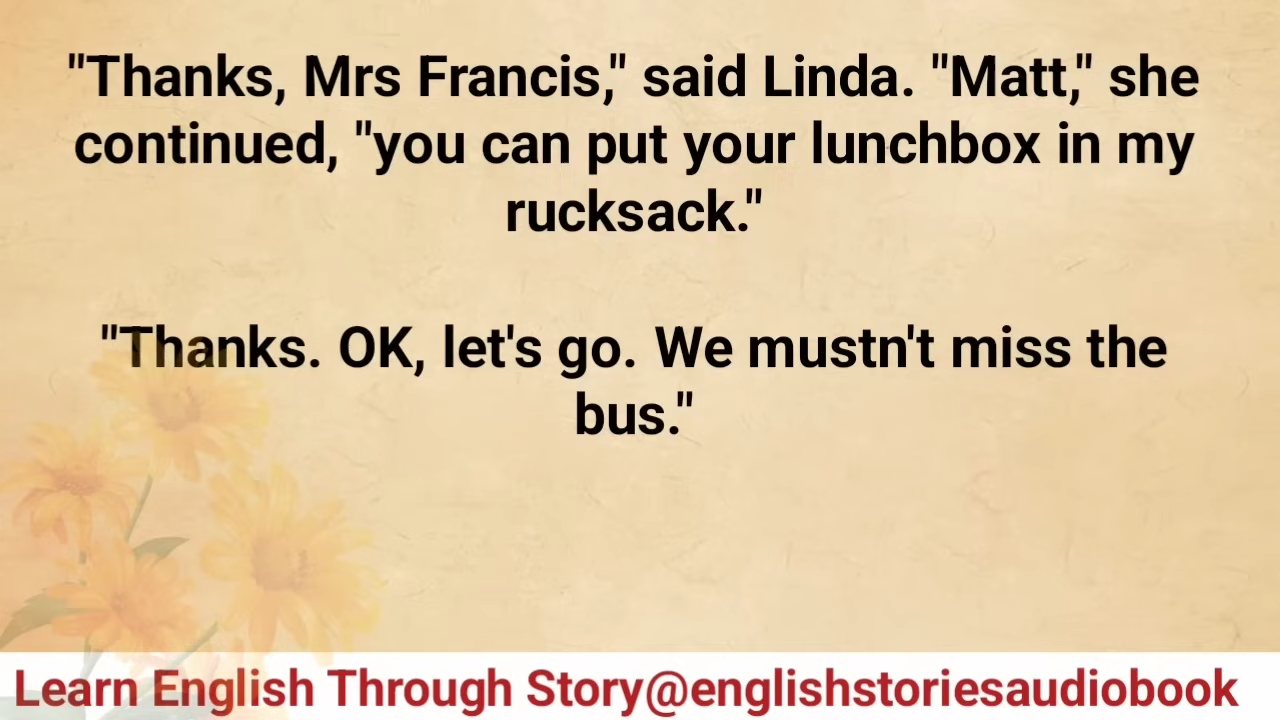 "Thanks, Mrs Francis," said Linda. "Matt," she
continued, "you can put your lunchbox in my
rucksack."
"Thanks. OK, let's go. We mustn't miss the
bus."
Learn English Through Story@englishstoriesaudiobook